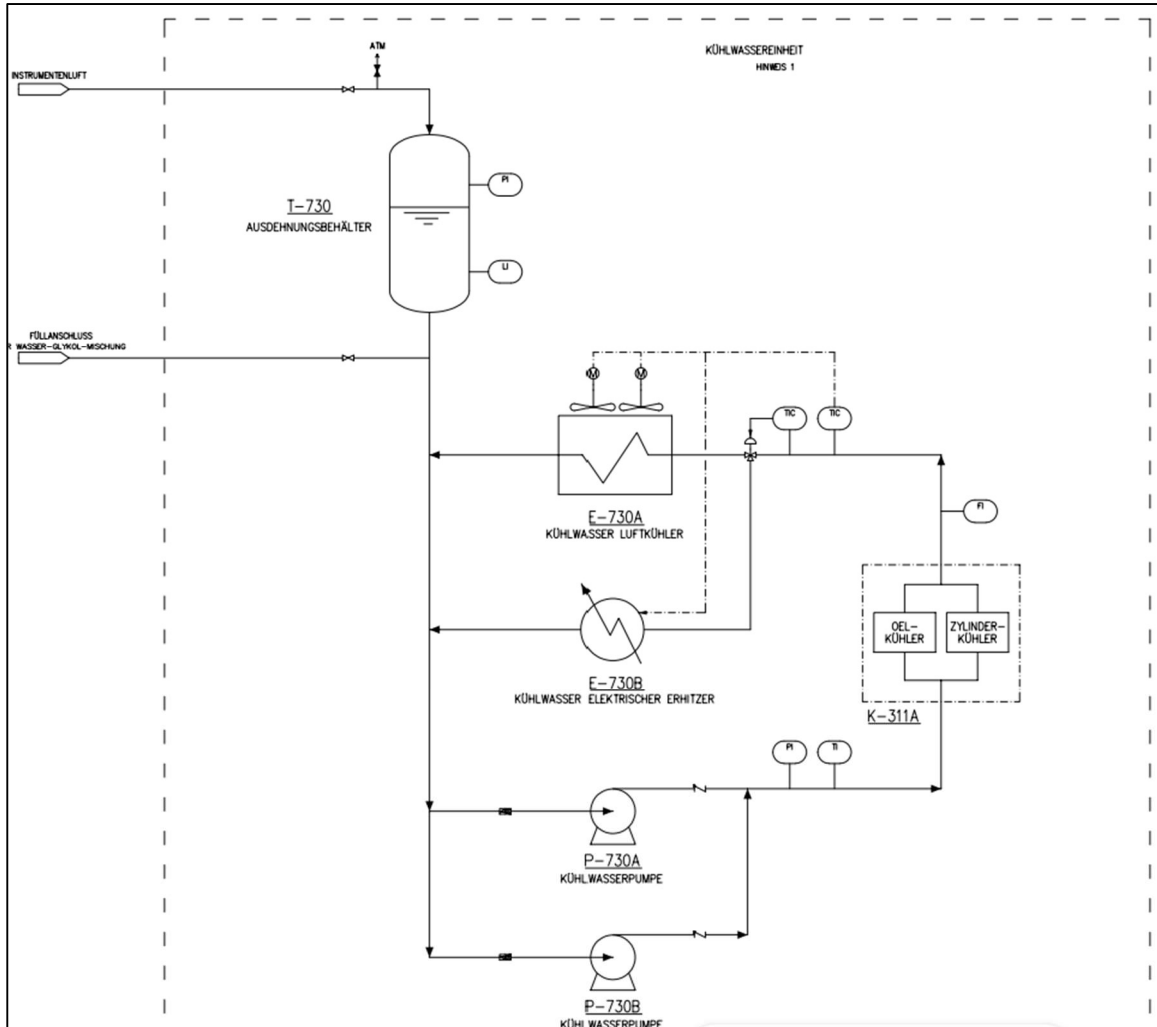 ATM
KÜHLWASSEREINHEIT
HINWEIS 1
INSTRUMENTENLUFT
PI
T-730
AUSDEHNUNGSBEHÄLTER
LI
FÜLLANSCHLUSS
R WASSER-GLYKOL-MISCHUNG
M
M
TIC
TIC
E-730A
KÜHLWASSER LUFTKÜHLER
FI
OEL-
KÜHLER
ZYLINDER-
KÜHLER
E-730B
KÜHLWASSER ELEKTRISCHER ERHITZER
K-311A
PI
TI
P-730A
KÜHLWASSERPUMPE
P-730B
KÜHLWASSERPUMPE